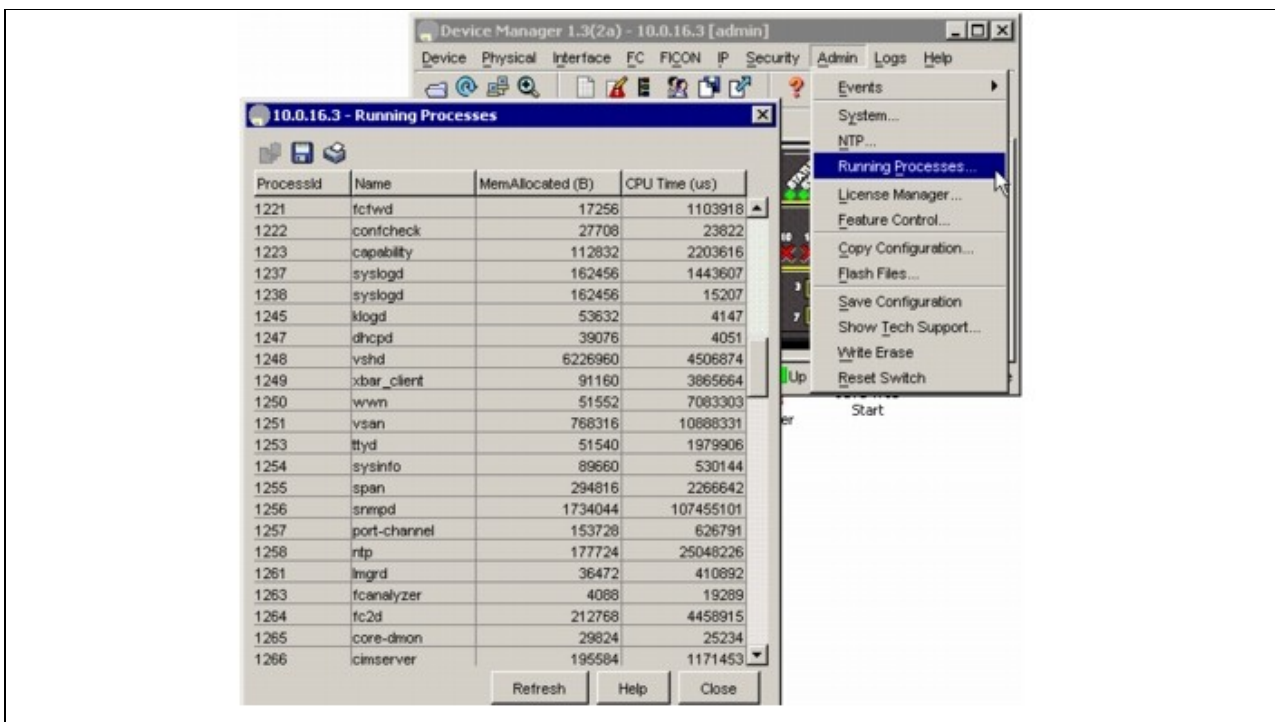 Device Manager 1.3(2a) - 10.0.16.3 [admin]
Device Physical Interface FC FICON IP Security Admin Logs Help
Events
System...
NTP...
Running Processes...
License Manager...
Feature Control...
Copy Configuration...
Flash Files...
Save Configuration
Show Tech Support...
Write Erase
Reset Switch
Up
Start
10.0.16.3 - Running Processes
ProcessId Name MemAllocated (B) CPU Time (us)
1221 fcfwd 17256 1103918
1222 confcheck 27708 23822
1223 capability 112832 2203616
1237 syslogd 162456 1443607
1238 syslogd 162456 15207
1245 klogd 53632 4147
1247 dhcpd 39076 4051
1248 vshd 6226960 4506874
1249 xbar_client 91160 3865664
1250 wwn 51552 7083303
1251 vsan 768316 10888331
1253 ttyd 51540 1979906
1254 sysinfo 89660 530144
1255 span 294816 2266642
1256 snmpd 1734044 107455101
1257 port-channel 153728 626791
1258 ntp 177724 25048226
1261 lmgrd 36472 410892
1263 fcanalyzer 4088 19289
1264 fc2d 212768 4458915
1265 core-dmon 29824 25234
1266 cimserver 195584 1171453
Refresh Help Close